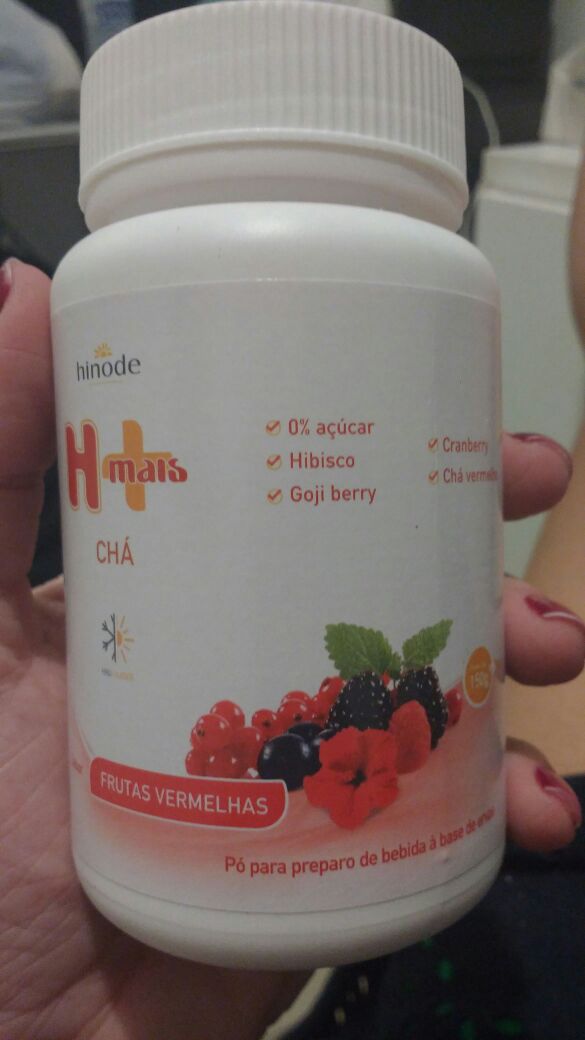 hinode
H+ mais
CHÁ
0% açúcar
Hibisco
Goji berry
Cranberry
Chá
150g
FRUTAS VERMELHAS
Pó para preparo de bebida à base de